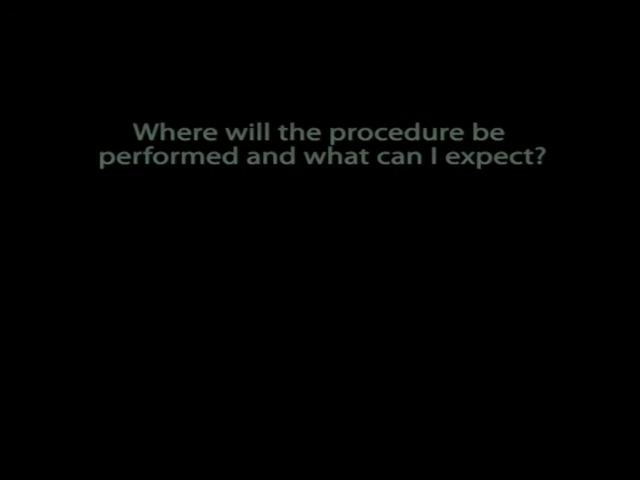 Where will the procedure be
performed and what can I expect?